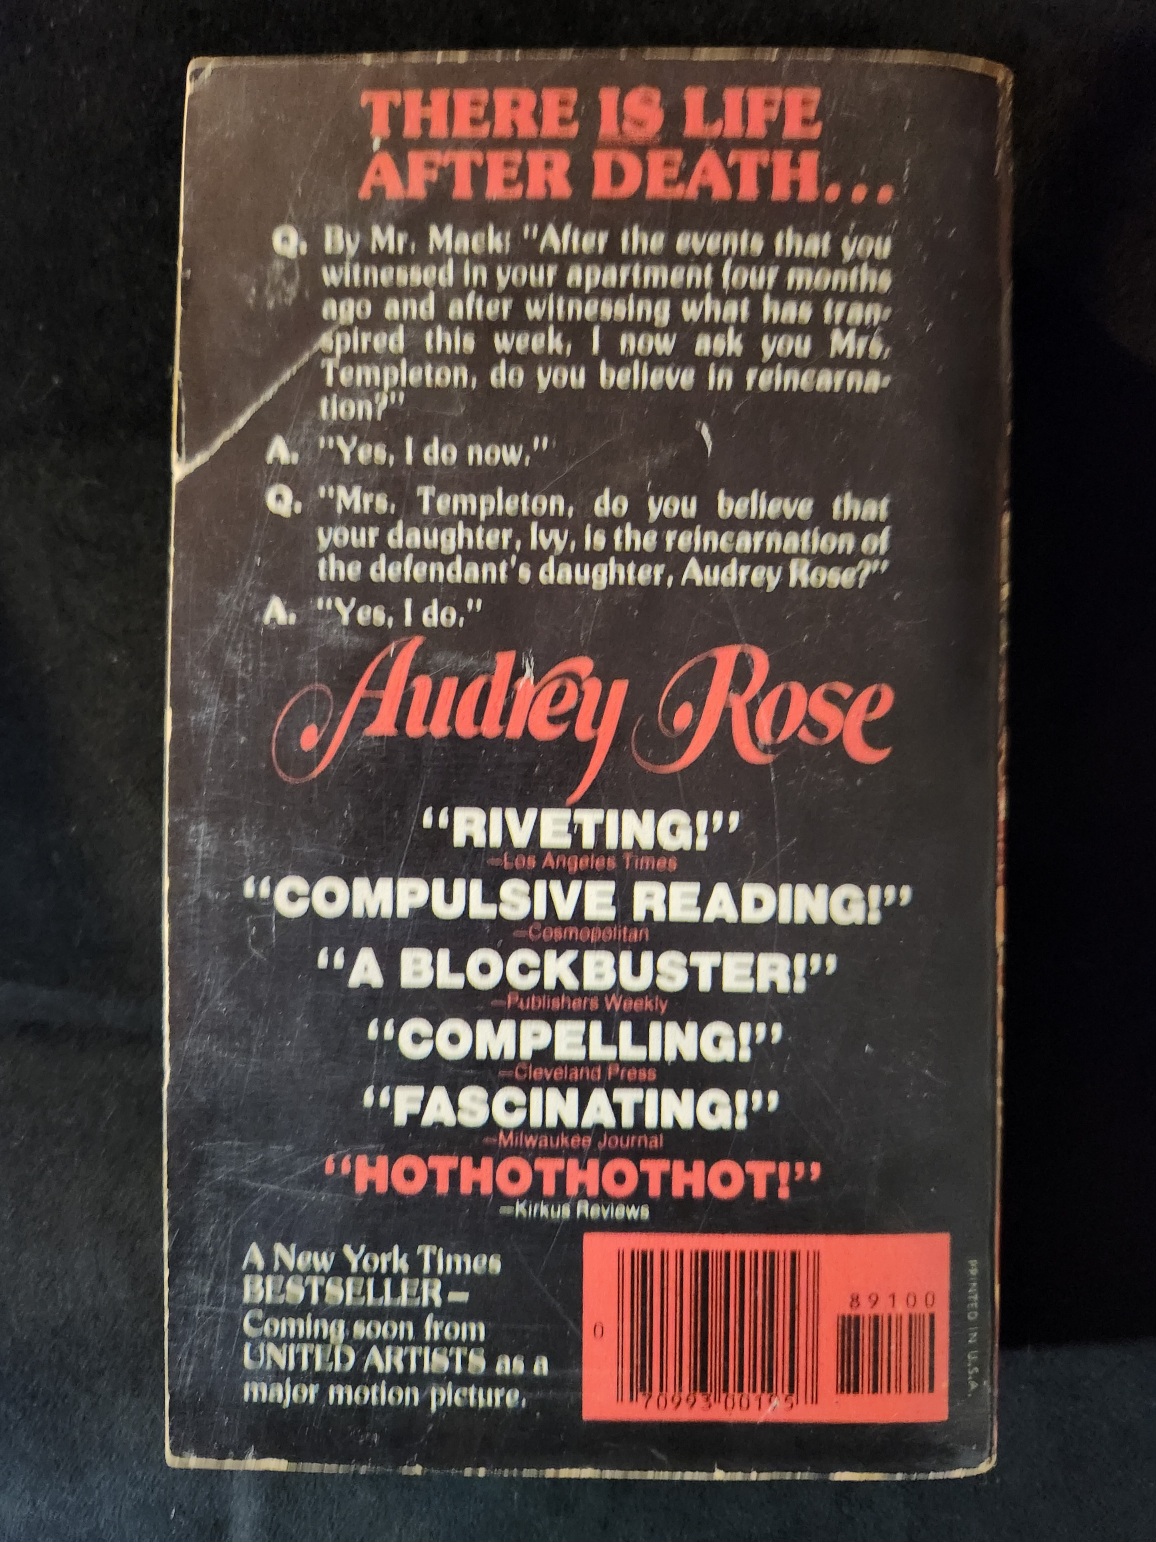 THERE IS LIFE
AFTER DEATH...
Q. By Mr. Mack: "After the events that you
witnessed in your apartment four months
ago and after witnessing what has tran-
spired this week, I now ask you Mrs.
Templeton, do you believe in reincarna-
tion?"
A. "Yes, I do now."
Q. "Mrs. Templeton, do you believe that
your daughter, Ivy, is the reincarnation of
the defendant's daughter, Audrey Rose?"
A. "Yes, I do."
Audrey Rose
"RIVETING!"
—Los Angeles Times
"COMPULSIVE READING!"
—Cosmopolitan
"A BLOCKBUSTER!"
—Publishers Weekly
"COMPELLING!"
—Cleveland Press
"FASCINATING!"
—Milwaukee Journal
"HOTHOTHOTHOT!"
—Kirkus Reviews
A New York Times
BESTSELLER—
Coming soon from
UNITED ARTISTS as a
major motion picture.
89100
0
70993 00195
PRINTED IN U.S.A.